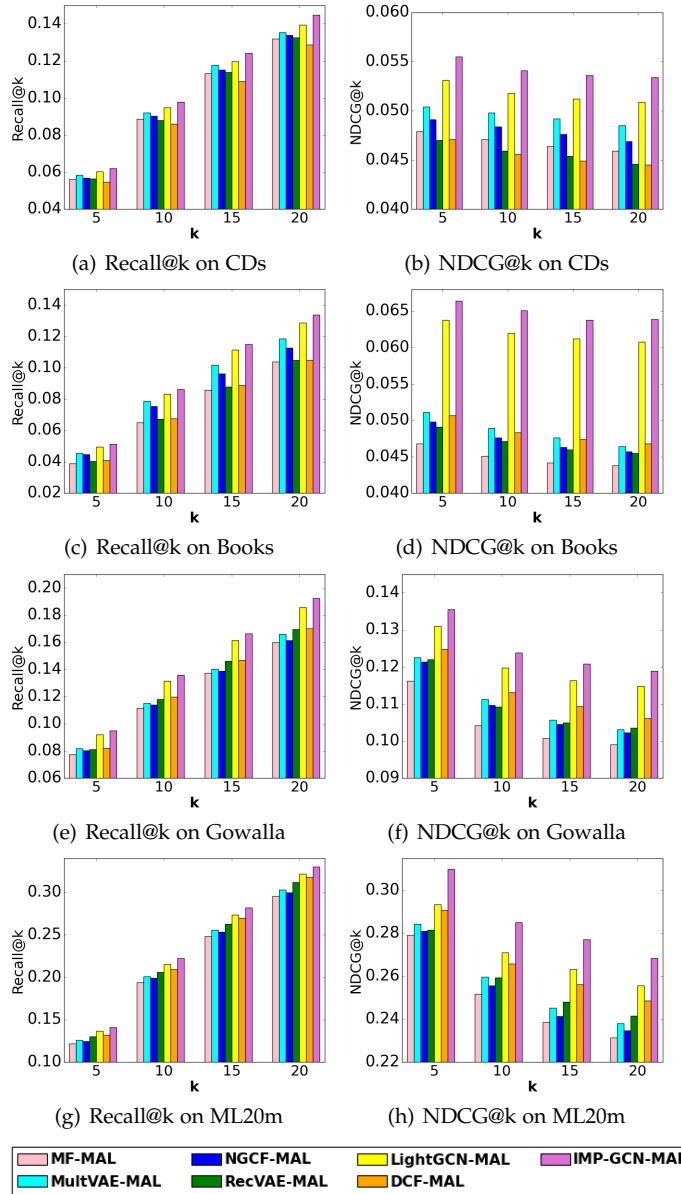 0.14
0.12
0.10
0.08
0.06
0.04
Recall@k
5 10 15 20
k
(a) Recall@k on CDs
0.060
0.055
0.050
0.045
0.040
NDCG@k
5 10 15 20
k
(b) NDCG@k on CDs
0.14
0.12
0.10
0.08
0.06
0.04
0.02
Recall@k
5 10 15 20
k
(c) Recall@k on Books
0.065
0.060
0.055
0.050
0.045
0.040
NDCG@k
5 10 15 20
k
(d) NDCG@k on Books
0.20
0.18
0.16
0.14
0.12
0.10
0.08
0.06
Recall@k
5 10 15 20
k
(e) Recall@k on Gowalla
0.14
0.13
0.12
0.11
0.10
0.09
NDCG@k
5 10 15 20
k
(f) NDCG@k on Gowalla
0.30
0.25
0.20
0.15
0.10
Recall@k
5 10 15 20
k
(g) Recall@k on ML20m
0.30
0.28
0.26
0.24
0.22
NDCG@k
5 10 15 20
k
(h) NDCG@k on ML20m
MF-MAL NGCF-MAL LightGCN-MAL IMP-GCN-MAL
MultVAE-MAL RecVAE-MAL DCF-MAL